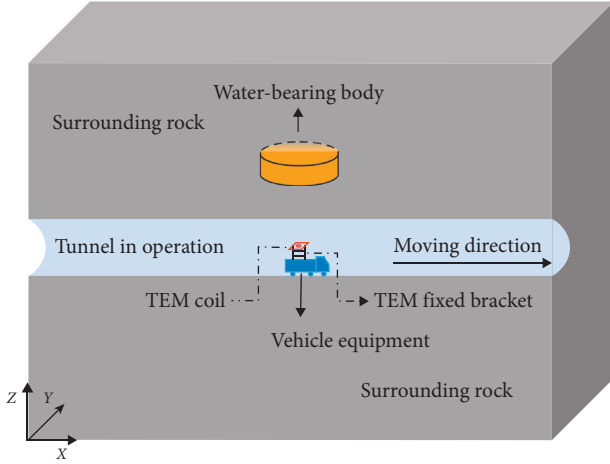 Water-bearing body
Surrounding rock
Tunnel in operation
Moving direction
TEM coil
TEM fixed bracket
Vehicle equipment
Surrounding rock
Z
Y
X